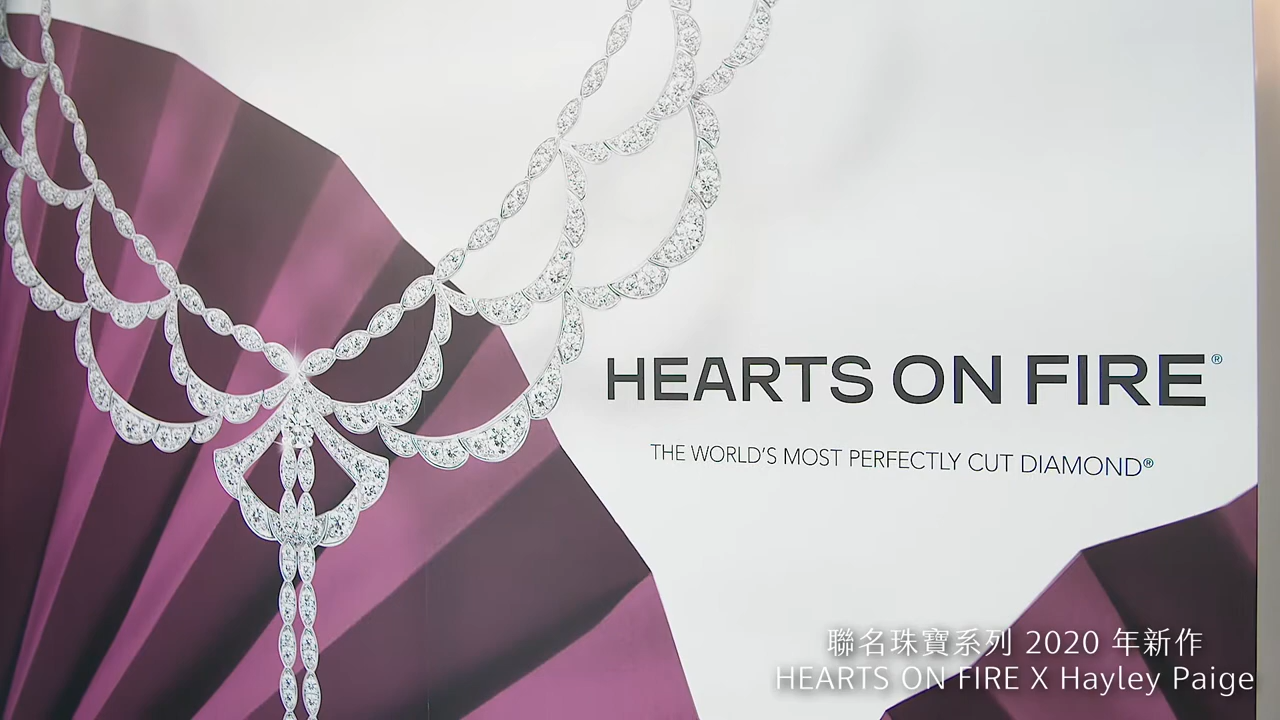 HEARTS ON FIRE®
THE WORLD'S MOST PERFECTLY CUT DIAMOND®
聯名珠寶系列 2020 年新作
HEARTS ON FIRE X Hayley Paige